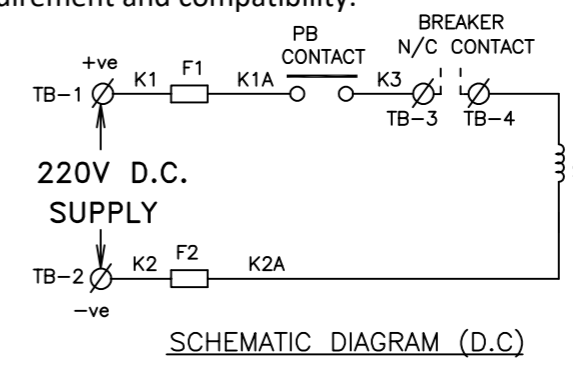 uirement and compatibility.
BREAKER
N/C CONTACT
PB
CONTACT
+ve
K1
F1
K1A
K3
TB-1
TB-3
TB-4
220V D.C.
SUPPLY
TB-2
K2
F2
K2A
-ve
SCHEMATIC DIAGRAM (D.C)